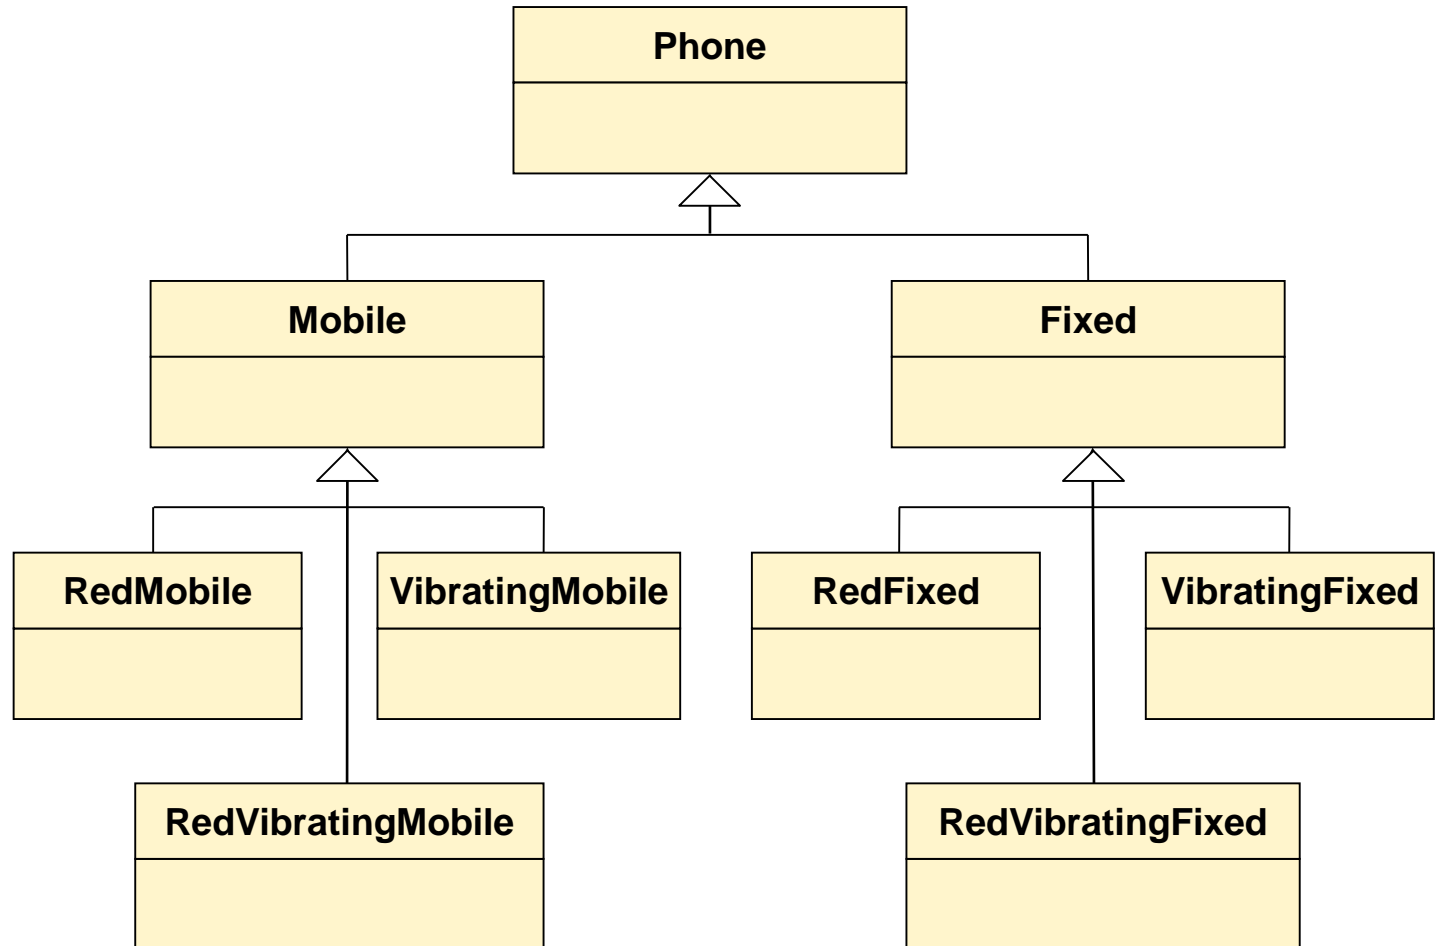 Phone
Mobile
Fixed
RedMobile
VibratingMobile
RedFixed
VibratingFixed
RedVibratingMobile
RedVibratingFixed